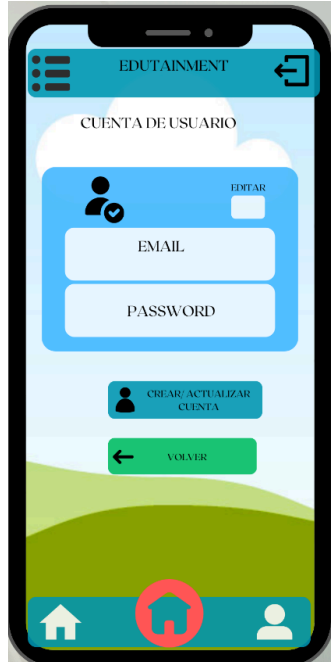 EDUTAINMENT
CUENTA DE USUARIO
EDITAR
EMAIL
PASSWORD
CREAR/ ACTUALIZAR
CUENTA
VOLVER